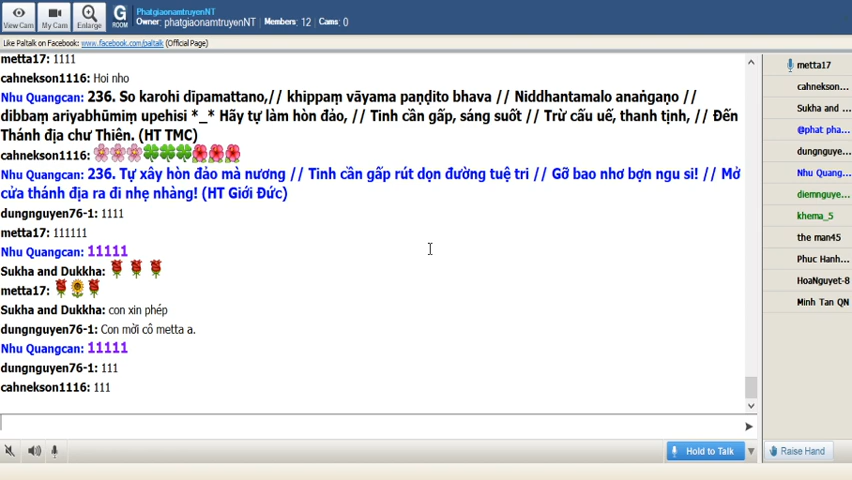 View Cam
My Cam
Enlarge
G
ROOM
PhatgiaonamtruyenNT
Owner: phatgiaonamtruyenNT Members: 12 Cams: 0
Like Paltalk on Facebook: www.facebook.com/paltalk (Official Page)
metta17: 1111
cahnekson1116: Hoi nho
Nhu Quangcan: 236. So karohi dīpamattano,// khippaṃ vāyama paṇḍito bhava // Niddhantamalo anaṅgaṇo //
dibbaṃ ariyabhūmiṃ upehisi *_* Hãy tự làm hòn đảo, // Tinh cần gấp, sáng suốt // Trừ cấu uế, thanh tịnh, // Đến
Thánh địa chư Thiên. (HT TMC)
cahnekson1116:
Nhu Quangcan: 236. Tự xây hòn đảo mà nương // Tinh cần gấp rút dọn đường tuệ tri // Gỡ bao nhơ bợn ngu si! // Mở
cửa thánh địa ra đi nhẹ nhàng! (HT Giới Đức)
dungnguyen76-1: 1111
metta17: 111111
Nhu Quangcan: 11111
Sukha and Dukkha:
metta17:
Sukha and Dukkha: con xin phép
dungnguyen76-1: Con mời cô metta a.
Nhu Quangcan: 11111
dungnguyen76-1: 111
cahnekson1116: 111
Hold to Talk
Raise Hand
metta17
cahnekson...
Sukha and...
@phat pha...
dungnguye...
Nhu Quang...
diemnguye...
khema_5
the man45
Phuc Hanh...
HoaNguyet-8
Minh Tan QN